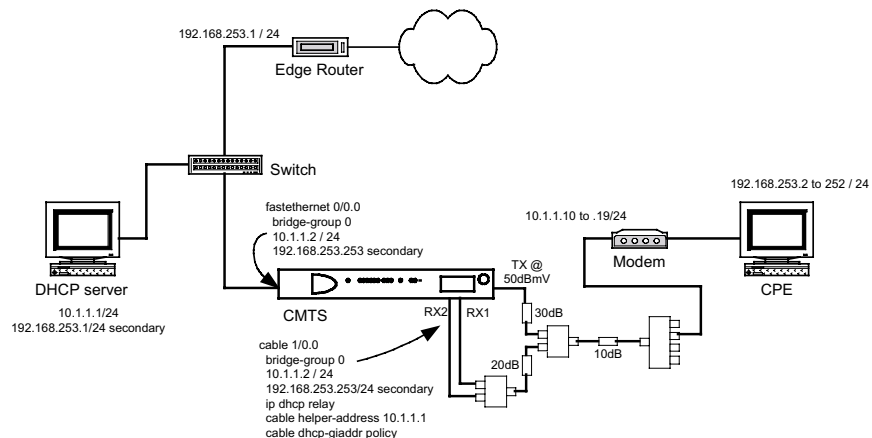 192.168.253.1 / 24
Edge Router
Switch
192.168.253.2 to 252 / 24
fastethernet 0/0.0
bridge-group 0
10.1.1.2 / 24
192.168.253.253 secondary
10.1.1.10 to .19/24
Modem
CPE
DHCP server
10.1.1.1/24
192.168.253.1/24 secondary
CMTS
TX @
50dBmV
RX2
RX1
30dB
20dB
10dB
cable 1/0.0
bridge-group 0
10.1.1.2 / 24
192.168.253.253/24 secondary
ip dhcp relay
cable helper-address 10.1.1.1
cable dhcp-giaddr policy